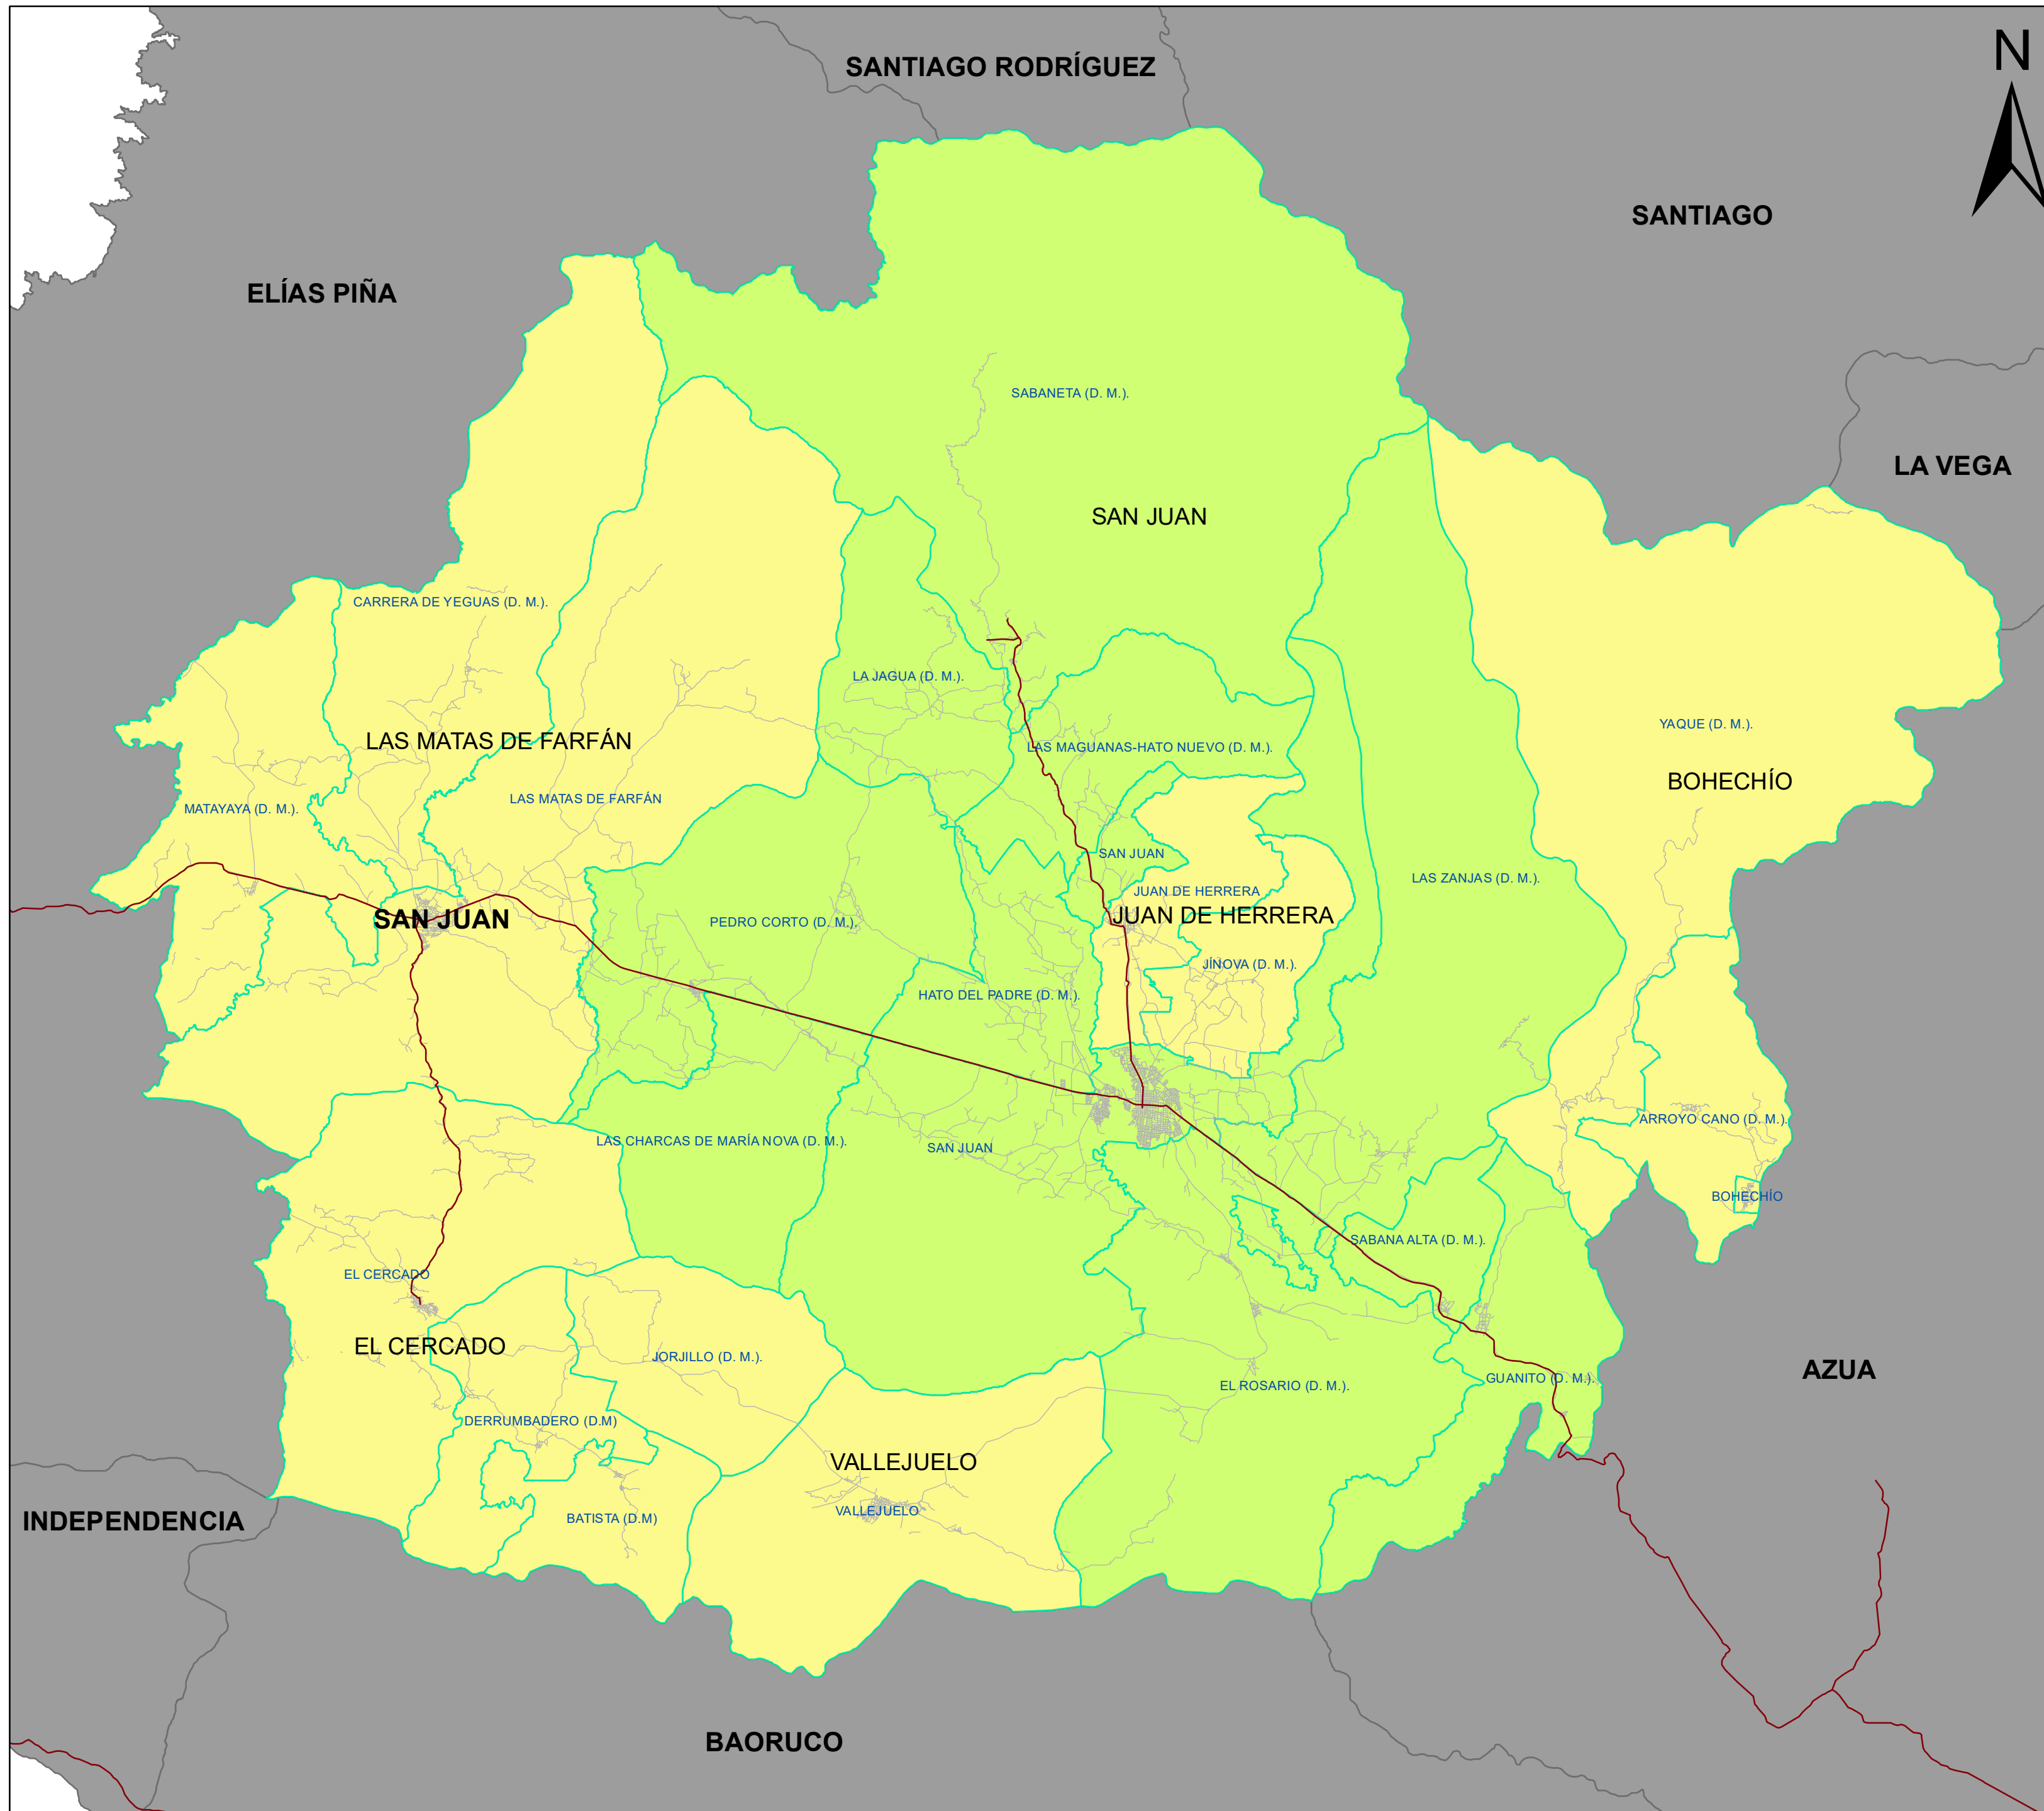 N
SANTIAGO RODRÍGUEZ
SANTIAGO
ELÍAS PIÑA
SABANETA (D. M.).
LA VEGA
SAN JUAN
CARRERA DE YEGUAS (D. M.).
LA JAGUA (D. M.).
YAQUE (D. M.).
LAS MATAS DE FARFÁN
LAS MAGUANAS-HATO NUEVO (D. M.).
BOHECHÍO
LAS MATAS DE FARFÁN
MATAYAYA (D. M.).
SAN JUAN
LAS ZANJAS (D. M.).
JUAN DE HERRERA
JUAN DE HERRERA
SAN JUAN
PEDRO CORTO (D. M.).
JÍNOVA (D. M.).
HATO DEL PADRE (D. M.).
ARROYO CANO (D. M.).
LAS CHARCAS DE MARÍA NOVA (D. M.).
SAN JUAN
BOHECHÍO
SABANA ALTA (D. M.).
EL CERCADO
EL CERCADO
JORJILLO (D. M.).
AZUA
GUANITO (D. M.).
EL ROSARIO (D. M.).
DERRUMBADERO (D.M)
VALLEJUELO
VALLEJUELO
BATISTA (D.M)
INDEPENDENCIA
BAORUCO